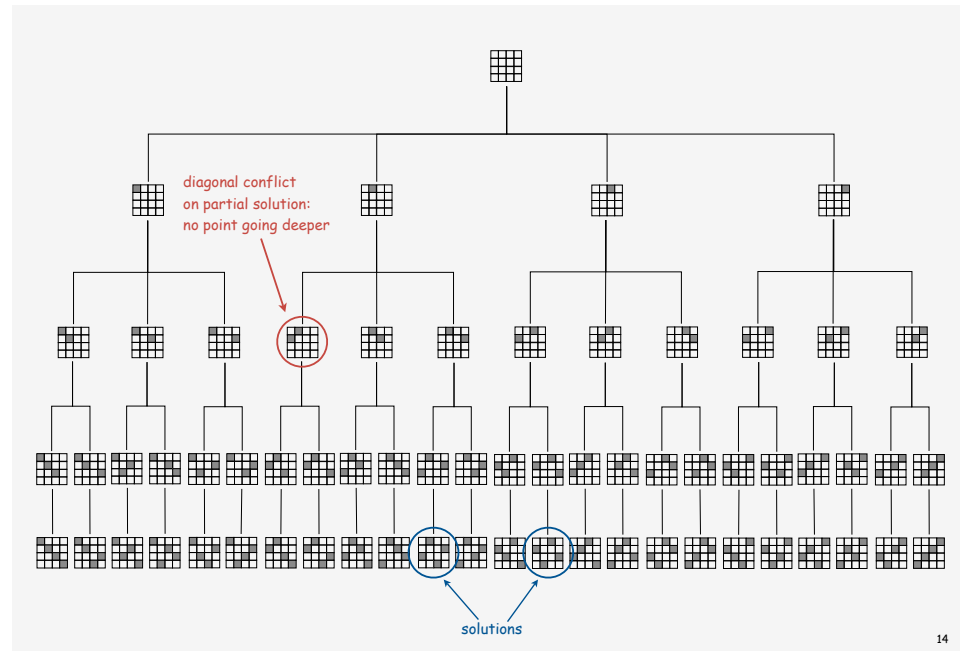 diagonal conflict
on partial solution:
no point going deeper
solutions
14